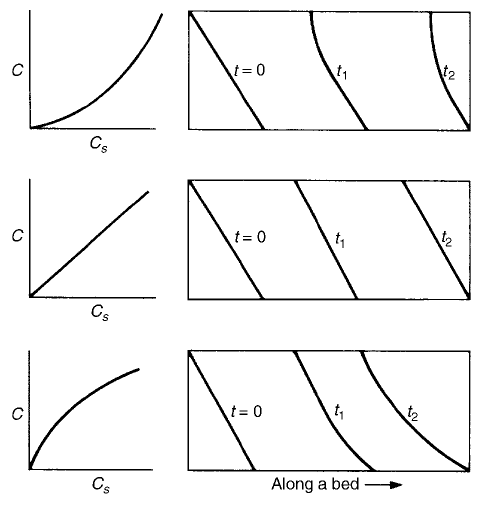 C
t = 0
t1
t2
Cs
C
t = 0
t1
t2
Cs
C
t = 0
t1
t2
Cs
Along a bed